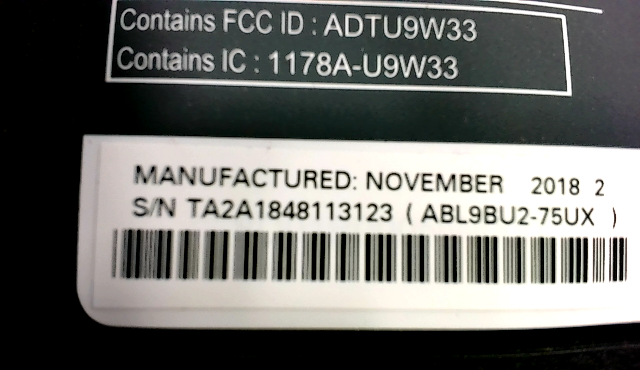 Contains FCC ID : ADTU9W33
Contains IC : 1178A-U9W33
MANUFACTURED: NOVEMBER 2018 2
S/N TA2A1848113123 ( ABL9BU2-75UX )